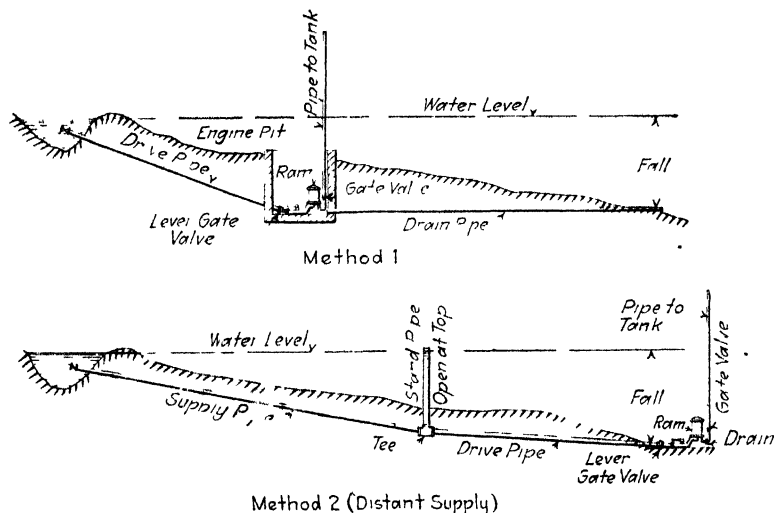 Pipe to Tank
Water Level
Engine Pit
Drive Pipe
Ram
Gate Valve
Fall
Lever Gate
Valve
Drain Pipe
Method 1
Pipe to
Tank
Water Level
Stand Pipe
Open at Top
Gate Valve
Supply Pipe
Fall
Ram
Tee
Drive Pipe
Drain
Lever
Gate Valve
Method 2 (Distant Supply)